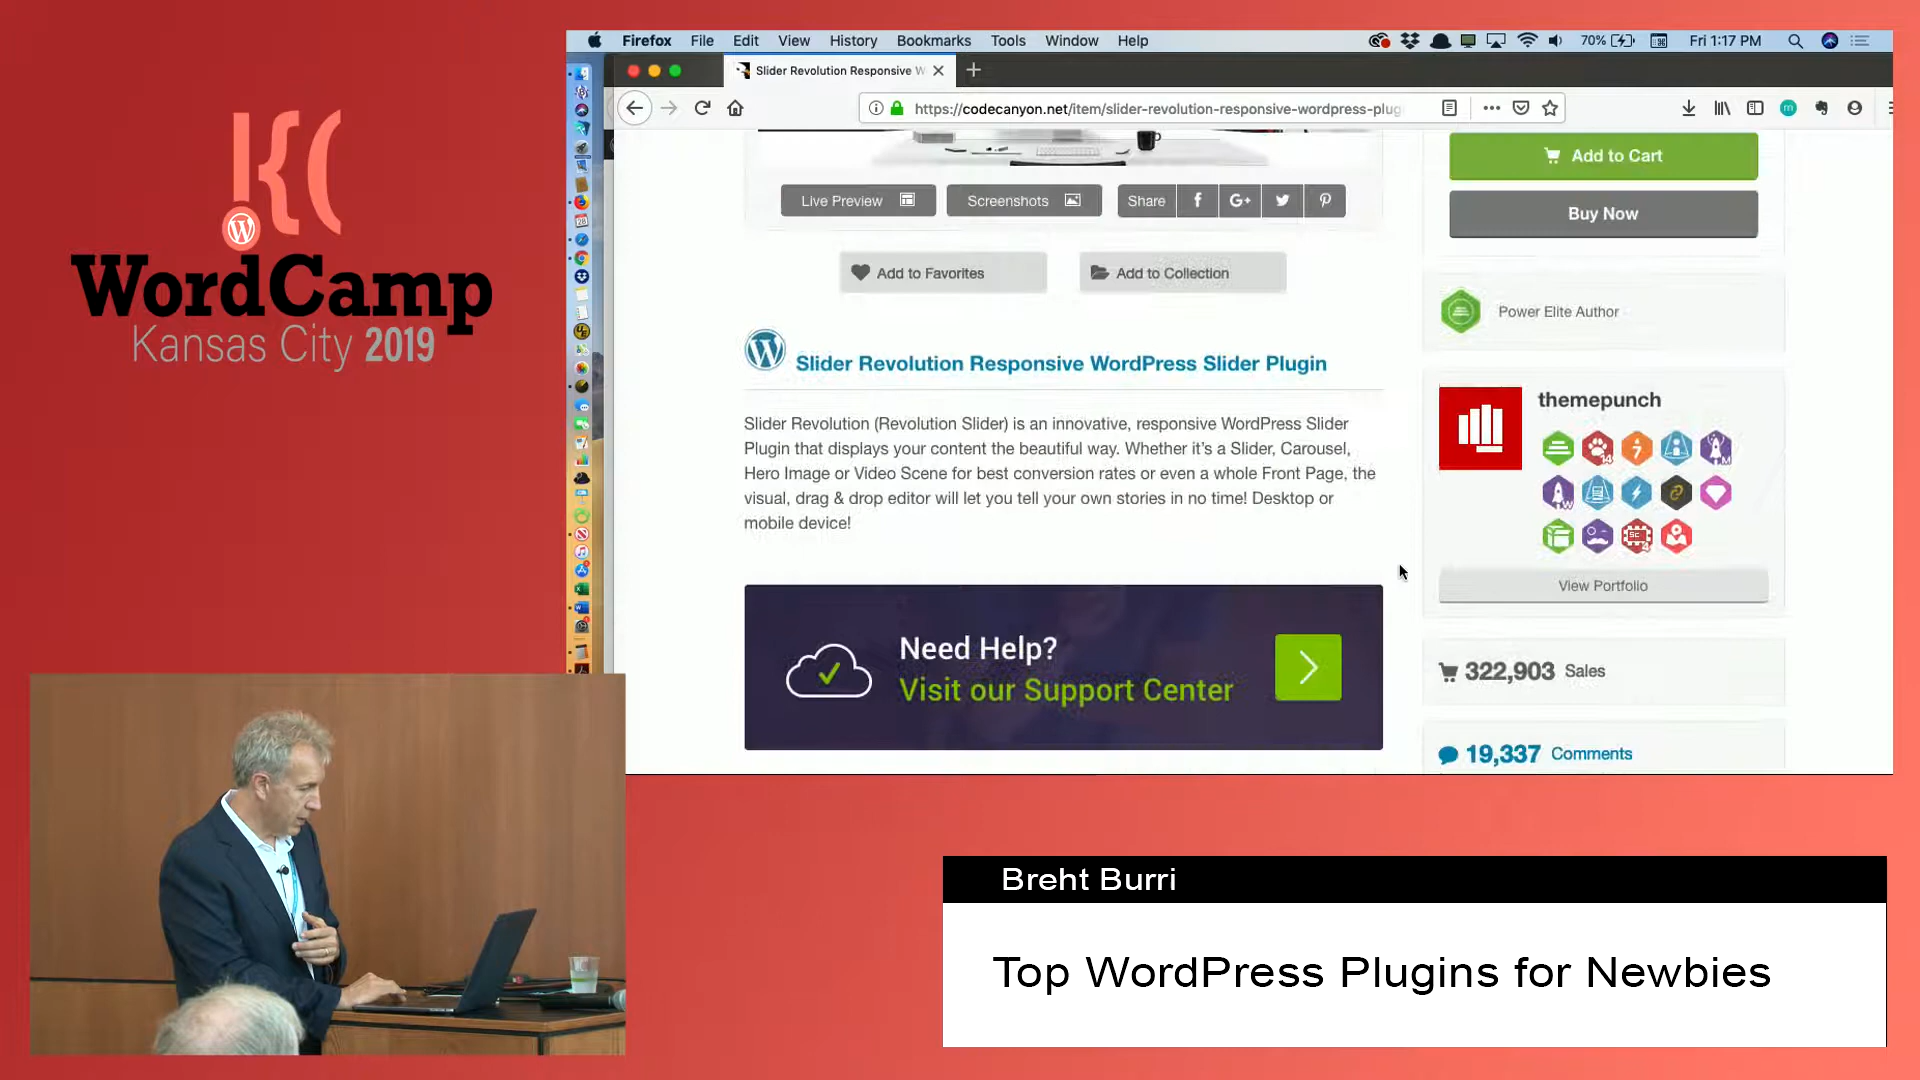 K(
WordCamp
Kansas City 2019
Firefox File Edit View History Bookmarks Tools Window Help
70% Fri 1:17 PM
Slider Revolution Responsive W
https://codecanyon.net/item/slider-revolution-responsive-wordpress-plug
Add to Cart
Live Preview Screenshots Share
Buy Now
Add to Favorites Add to Collection
Power Elite Author
Slider Revolution Responsive WordPress Slider Plugin
themepunch
Slider Revolution (Revolution Slider) is an innovative, responsive WordPress Slider
Plugin that displays your content the beautiful way. Whether it's a Slider, Carousel,
Hero Image or Video Scene for best conversion rates or even a whole Front Page, the
visual, drag & drop editor will let you tell your own stories in no time! Desktop or
mobile device!
View Portfolio
Need Help?
Visit our Support Center
322,903 Sales
19,337 Comments
Breht Burri
Top WordPress Plugins for Newbies